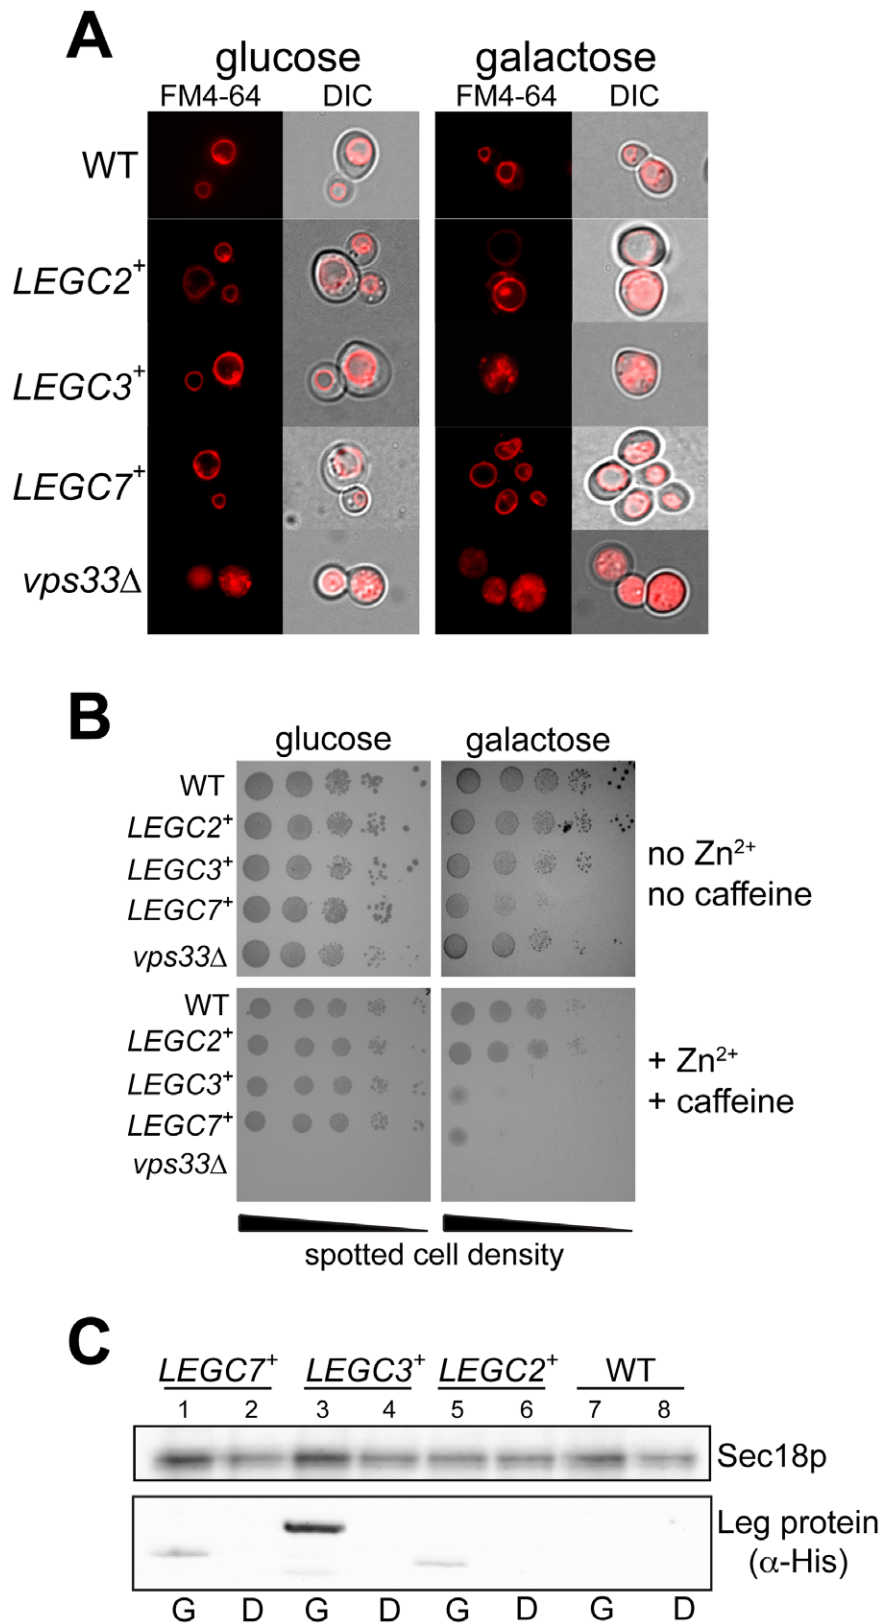 A
glucose galactose
FM4-64 DIC FM4-64 DIC
WT
LEGC2+
LEGC3+
LEGC7+
vps33Δ
B
glucose galactose
WT
LEGC2+
LEGC3+
LEGC7+
vps33Δ
no Zn2+
no caffeine
WT
LEGC2+
LEGC3+
LEGC7+
vps33Δ
+ Zn2+
+ caffeine
spotted cell density
C
LEGC7+ LEGC3+ LEGC2+ WT
1 2 3 4 5 6 7 8
Sec18p
Leg protein
(α-His)
G D G D G D G D